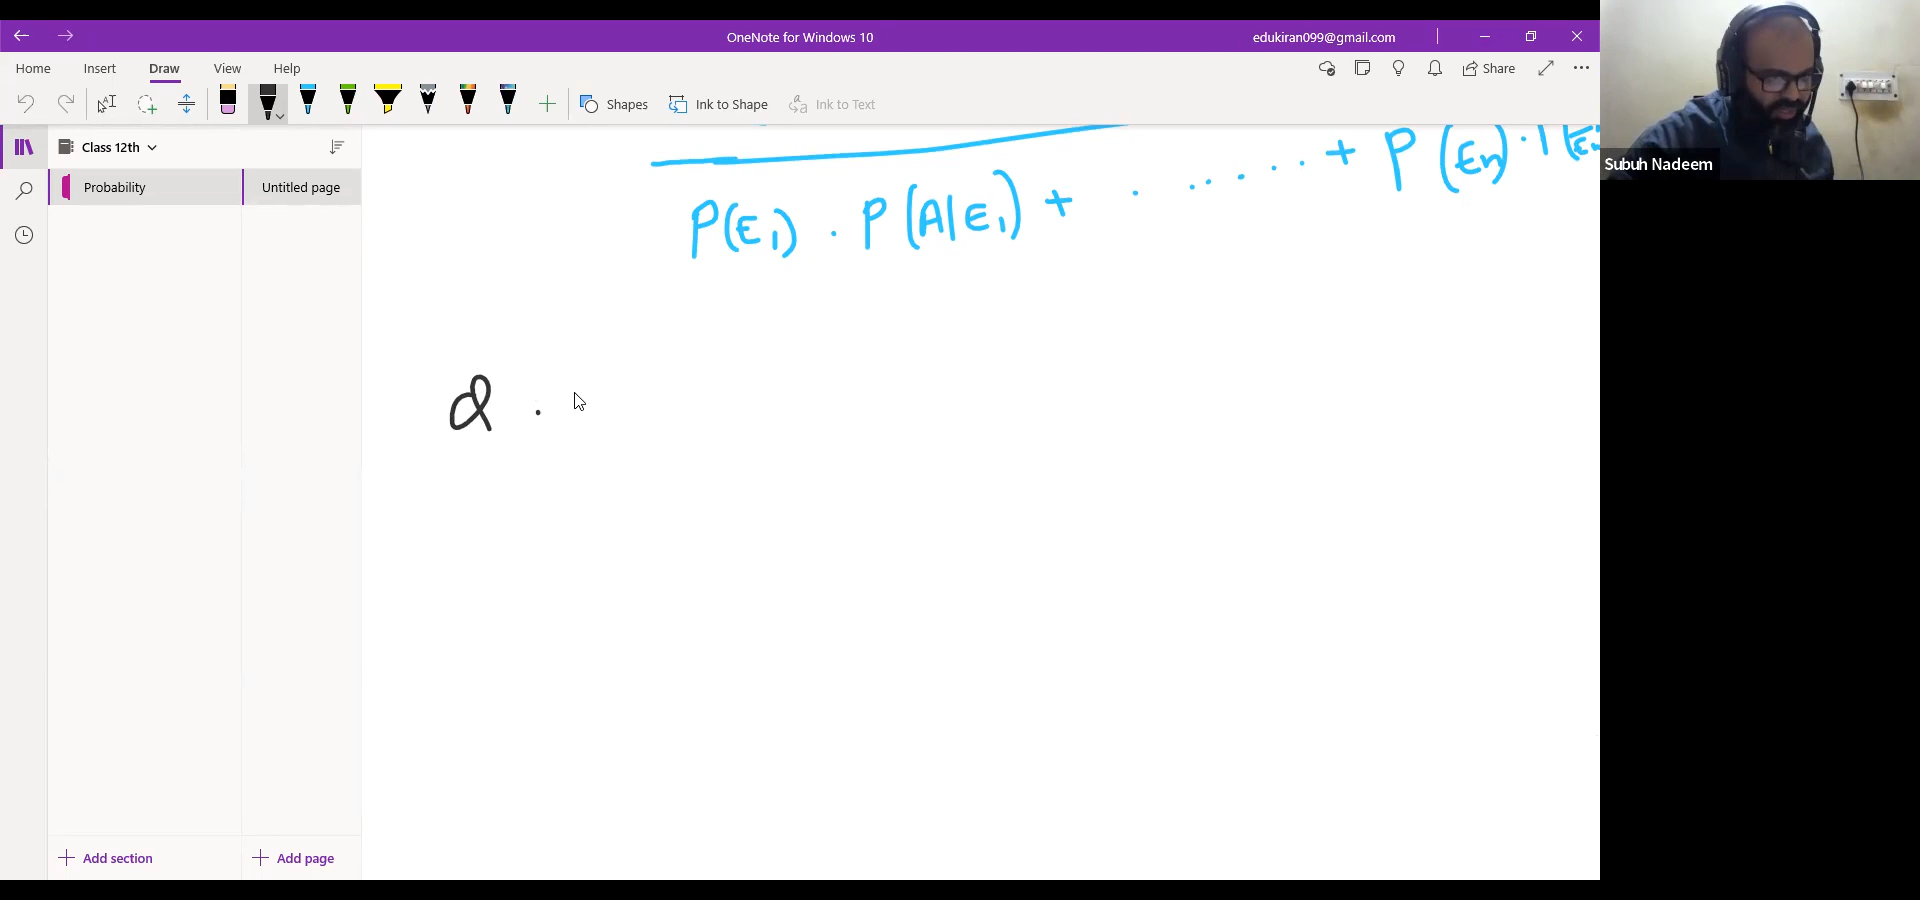 OneNote for Windows 10
edukiran099@gmail.com
Home Insert Draw View Help
Share
Shapes Ink to Shape Ink to Text
Class 12th
Probability
Untitled page
P(E1) . P(A|E1) + . . . . . . + P(En) .
Q .
Add section
Add page
Subuh Nadeem